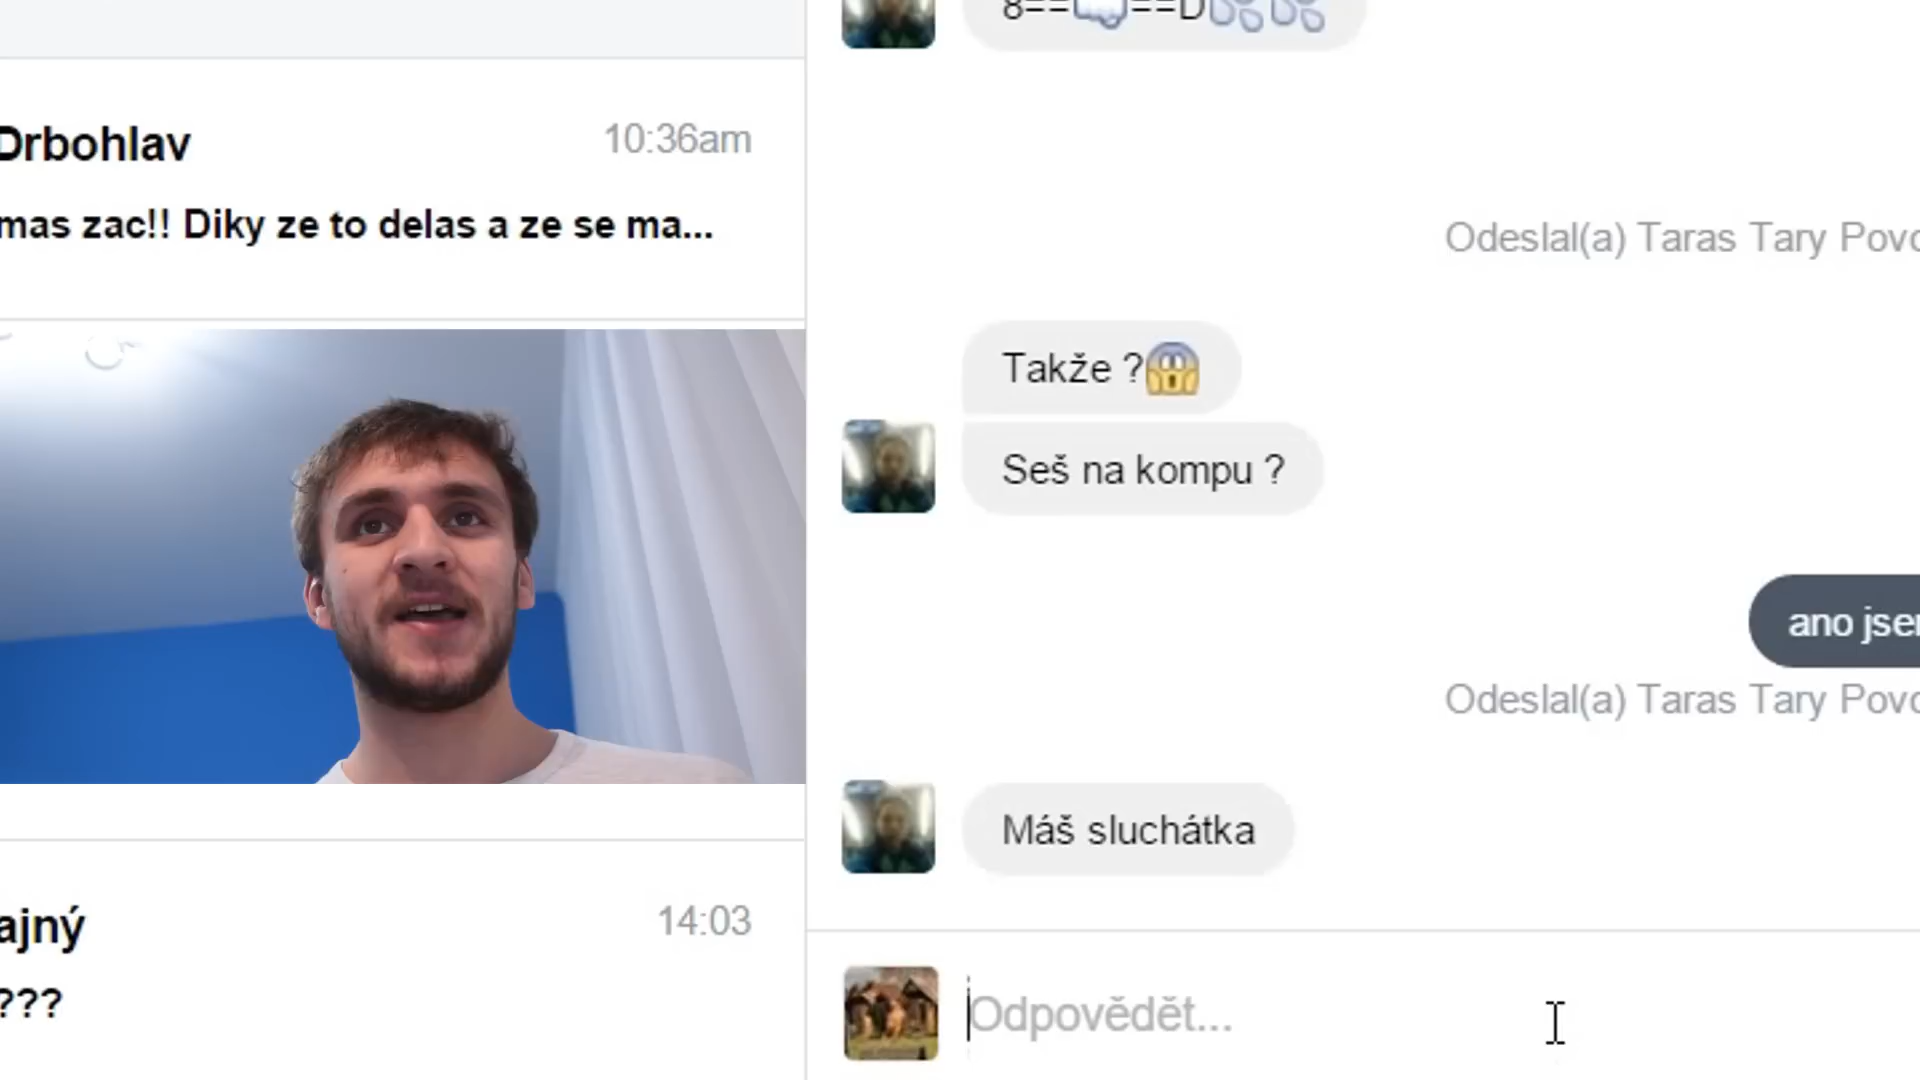 Drbohlav
10:36am
mas zac!! Diky ze to delas a ze se ma...
ajný
14:03
???
8==👊==D💦💦
Odeslal(a) Taras Tary Povo
Takže ?😱
Seš na kompu ?
ano jsem
Odeslal(a) Taras Tary Povo
Máš sluchátka
Odpovědět...